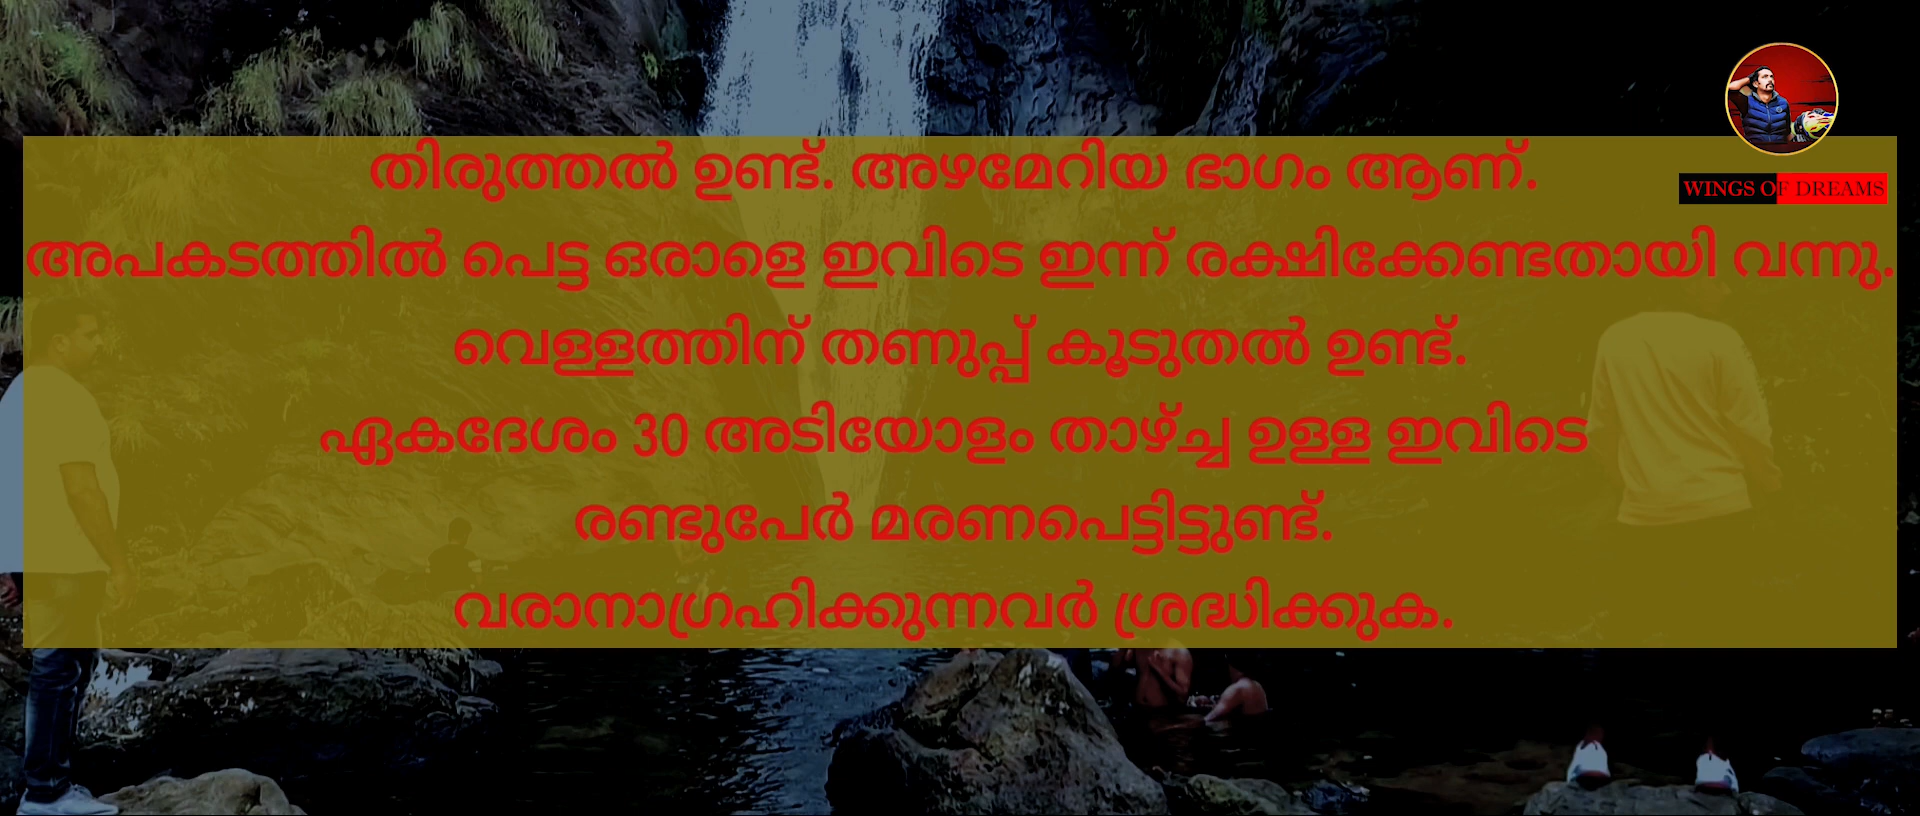 തിരുത്തൽ ഉണ്ട്. അഴമേറിയ ഭാഗം ആണ്.
WINGS OF DREAMS
അപകടത്തിൽ പെട്ട ഒരാളെ ഇവിടെ ഇന്ന് രക്ഷിക്കേണ്ടതായി വന്നു.
വെള്ളത്തിന് തണുപ്പ് കൂടുതൽ ഉണ്ട്.
ഏകദേശം 30 അടിയോളം താഴ്ച്ച ഉള്ള ഇവിടെ
രണ്ടുപേർ മരണപെട്ടിട്ടുണ്ട്.
വരാനാഗ്രഹിക്കുന്നവർ ശ്രദ്ധിക്കുക.